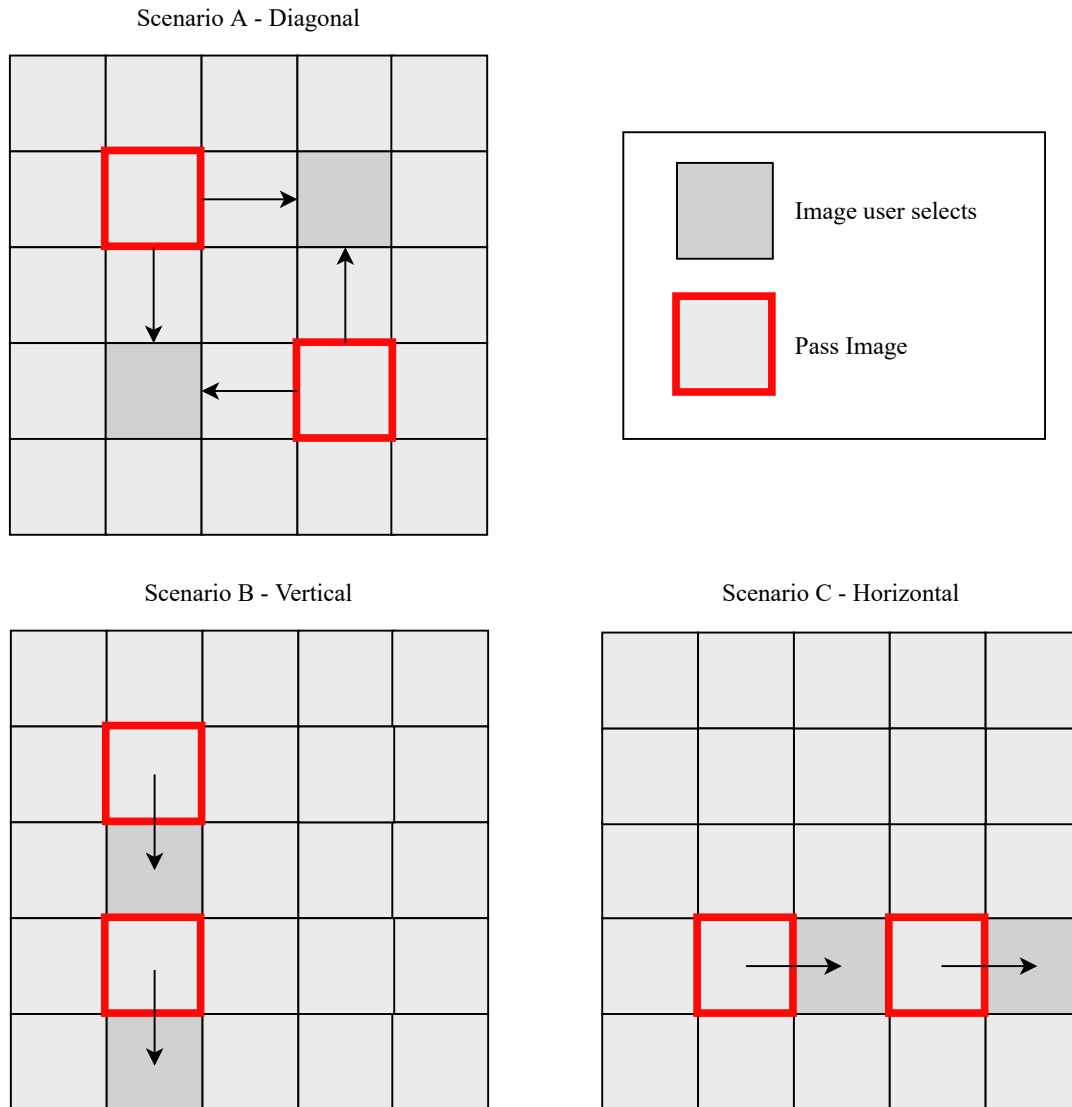 Scenario A - Diagonal
Image user selects
Pass Image
Scenario B - Vertical
Scenario C - Horizontal